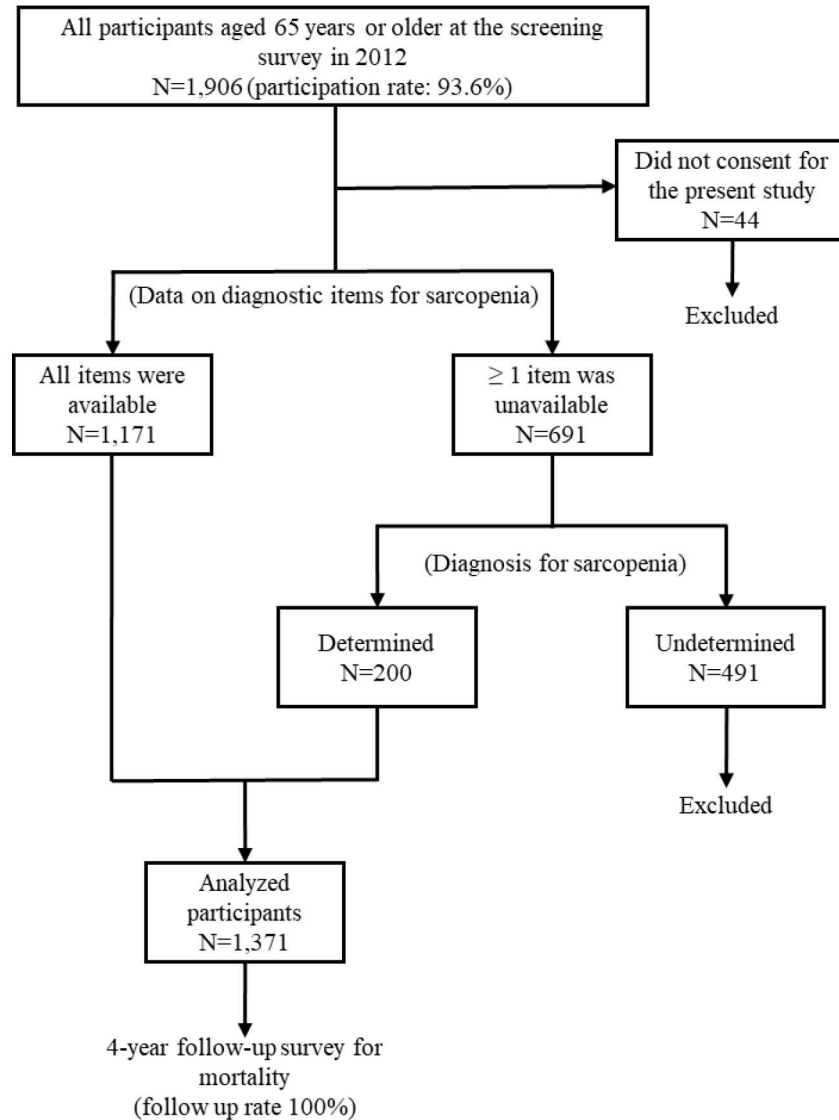 All participants aged 65 years or older at the screening
survey in 2012
N=1,906 (participation rate: 93.6%)
Did not consent for
the present study
N=44
Excluded
(Data on diagnostic items for sarcopenia)
All items were
available
N=1,171
≥ 1 item was
unavailable
N=691
(Diagnosis for sarcopenia)
Determined
N=200
Undetermined
N=491
Excluded
Analyzed
participants
N=1,371
4-year follow-up survey for
mortality
(follow up rate 100%)